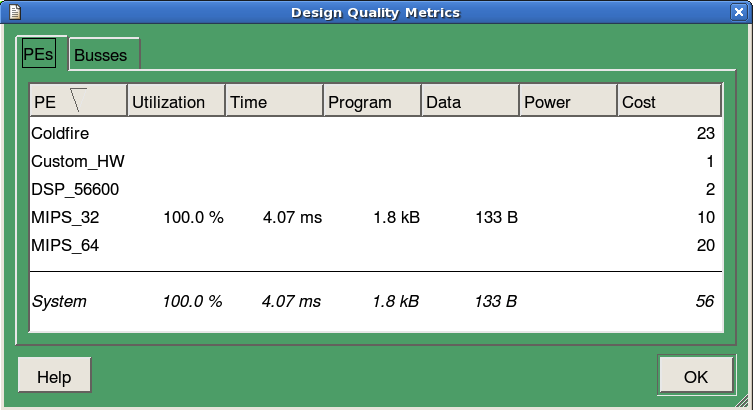 Design Quality Metrics
PEs Busses
PE Utilization Time Program Data Power Cost
Coldfire 23
Custom_HW 1
DSP_56600 2
MIPS_32 100.0 % 4.07 ms 1.8 kB 133 B 10
MIPS_64 20
System 100.0 % 4.07 ms 1.8 kB 133 B 56
Help OK